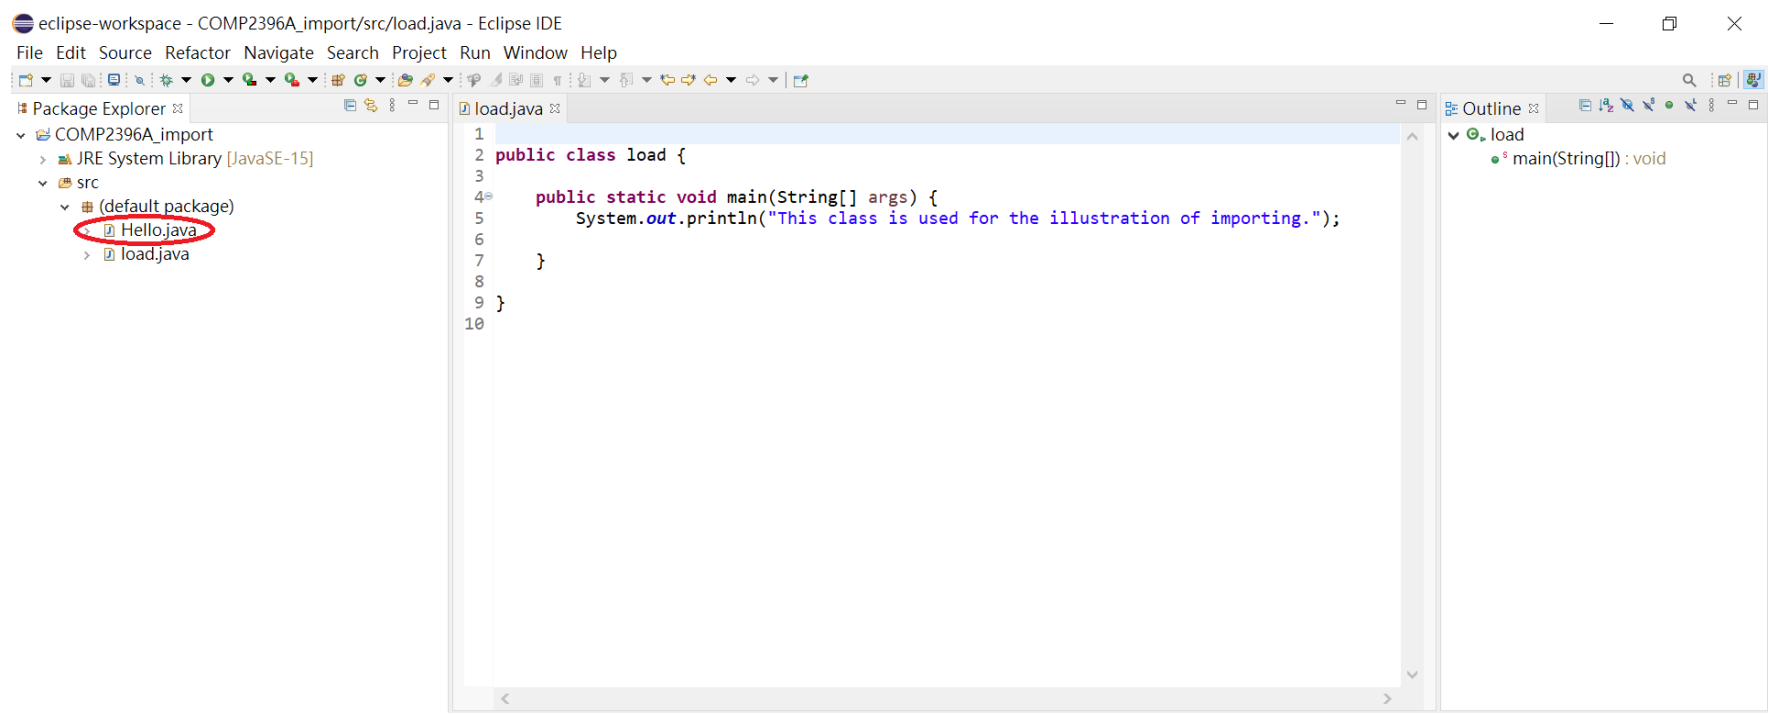 eclipse-workspace - COMP2396A_import/src/load.java - Eclipse IDE
File Edit Source Refactor Navigate Search Project Run Window Help
Package Explorer
COMP2396A_import
JRE System Library [JavaSE-15]
src
(default package)
Hello.java
load.java
load.java
1
2 public class load {
3
4     public static void main(String[] args) {
5         System.out.println("This class is used for the illustration of importing.");
6
7     }
8
9 }
10
Outline
load
main(String[]) : void